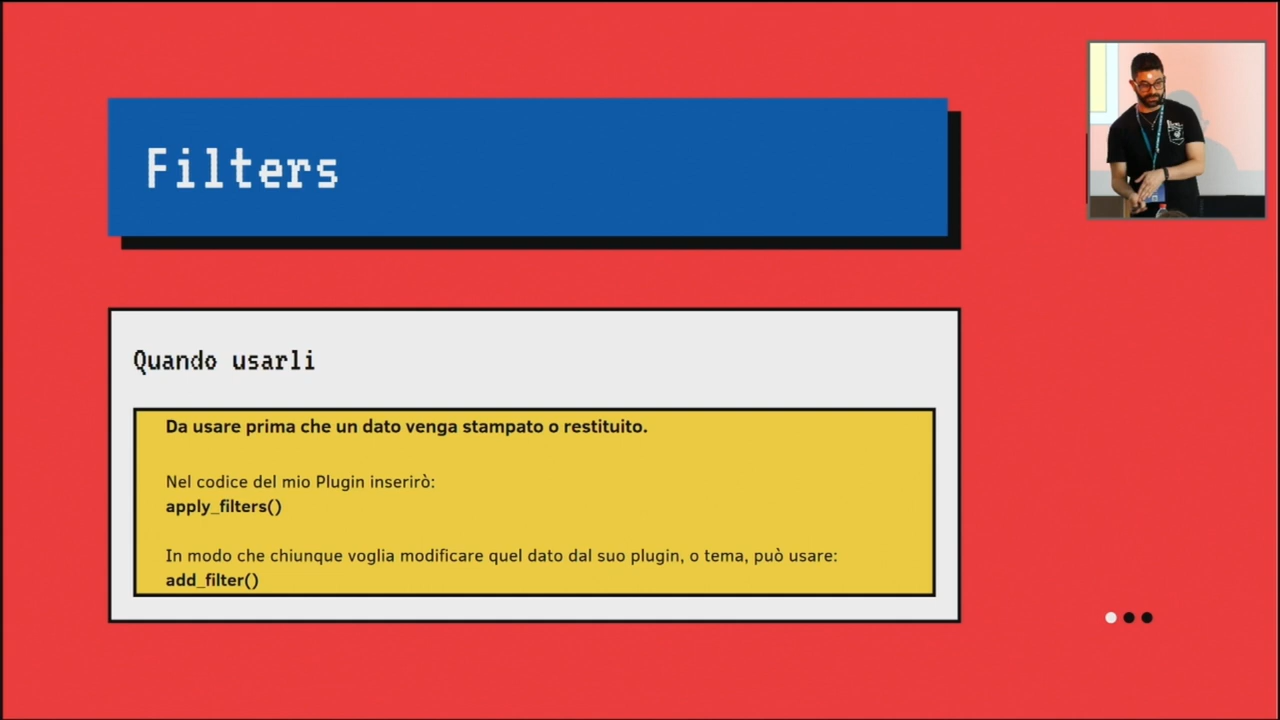 Filters
Quando usarli
Da usare prima che un dato venga stampato o restituito.
Nel codice del mio Plugin inserirò:
apply_filters()
In modo che chiunque voglia modificare quel dato dal suo plugin, o tema, può usare:
add_filter()